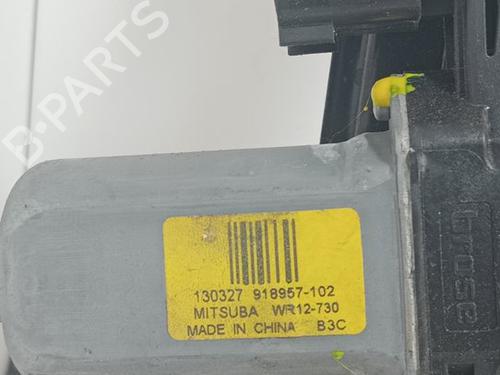 B-PARTS
130327 918957-102
MITSUBA WR12-730
MADE IN CHINA B3C
brose